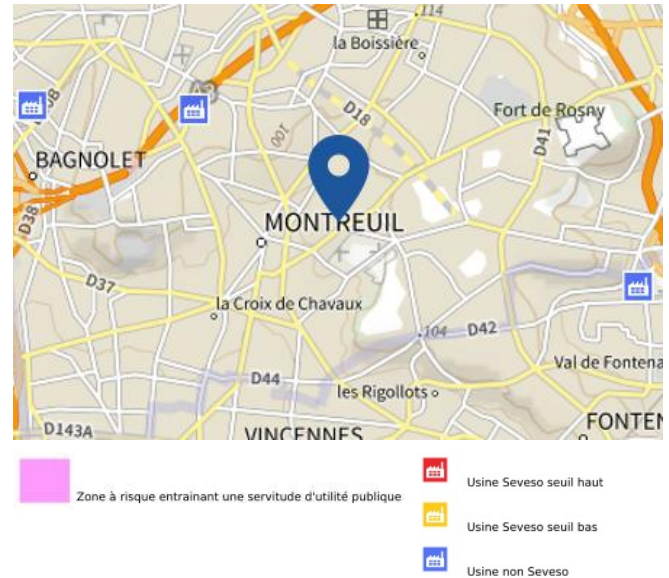 114
la Boissière
D18
Fort de Rosny
D41
100
BAGNOLET
D38
MONTREUIL
D37
la Croix de Chavaux
104
D42
Val de Fontena
D44
les Rigollots
D143A
VINCENNES
FONTEN
Zone à risque entrainant une servitude d'utilité publique
Usine Seveso seuil haut
Usine Seveso seuil bas
Usine non Seveso